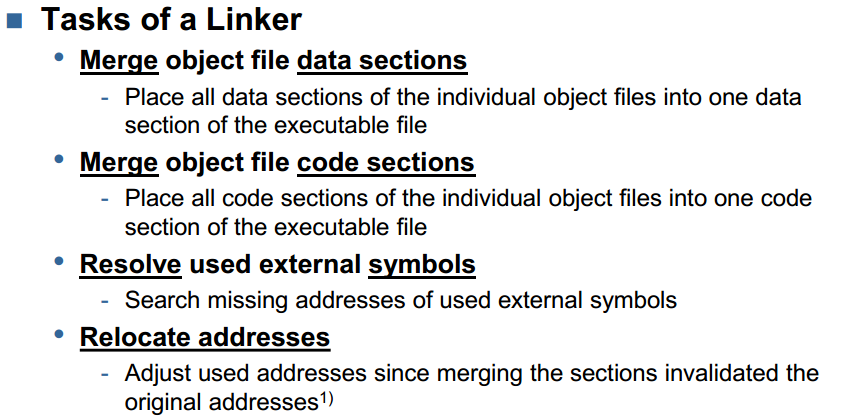 ■ Tasks of a Linker
• Merge object file data sections
- Place all data sections of the individual object files into one data
section of the executable file
• Merge object file code sections
- Place all code sections of the individual object files into one code
section of the executable file
• Resolve used external symbols
- Search missing addresses of used external symbols
• Relocate addresses
- Adjust used addresses since merging the sections invalidated the
original addresses1)